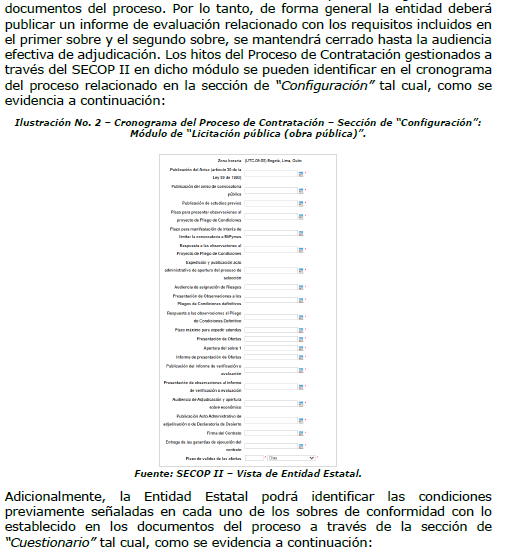 documentos del proceso. Por lo tanto, de forma general la entidad deberá
publicar un informe de evaluación relacionado con los requisitos incluidos en
el primer sobre y el segundo sobre, se mantendrá cerrado hasta la audiencia
efectiva de adjudicación. Los hitos del Proceso de Contratación gestionados a
través del SECOP II en dicho módulo se pueden identificar en el cronograma
del proceso relacionado en la sección de “Configuración” tal cual, como se
evidencia a continuación:
Ilustración No. 2 – Cronograma del Proceso de Contratación – Sección de “Configuración”:
Módulo de “Licitación pública (obra pública)”.
Zona horaria (UTC-05:00) Bogotá, Lima, Quito
Publicación del Aviso (artículo 30 de la
Ley 80 de 1993)
Publicación del aviso de convocatoria
pública
Publicación de estudios previos
Plazo para presentar observaciones al
proyecto de Pliego de Condiciones
Plazo para manifestación de interés de
limitar la convocatoria a MiPymes
Respuesta a las observaciones al
Proyecto de Pliego de Condiciones
Expedición y publicación acto
administrativo de apertura del proceso de
selección
Audiencia de asignación de Riesgos
Presentación de Observaciones a los
Pliegos de Condiciones definitivos
Respuesta a las observaciones al Pliego
de Condiciones Definitivo
Plazo máximo para expedir adendas
Presentación de Ofertas
Apertura del sobre 1
Informe de presentación de Ofertas
Publicación del informe de verificación o
evaluación
Presentación de observaciones al informe
de verificación o evaluación
Audiencia de Adjudicación y apertura
sobre económico
Publicación Acto Administrativo de
adjudicación o de Declaratoria de Desierto
Firma del Contrato
Entrega de las garantías de ejecución del
contrato
Plazo de validez de las ofertas * Días *
Fuente: SECOP II – Vista de Entidad Estatal.
Adicionalmente, la Entidad Estatal podrá identificar las condiciones
previamente señaladas en cada uno de los sobres de conformidad con lo
establecido en los documentos del proceso a través de la sección de
“Cuestionario” tal cual, como se evidencia a continuación: